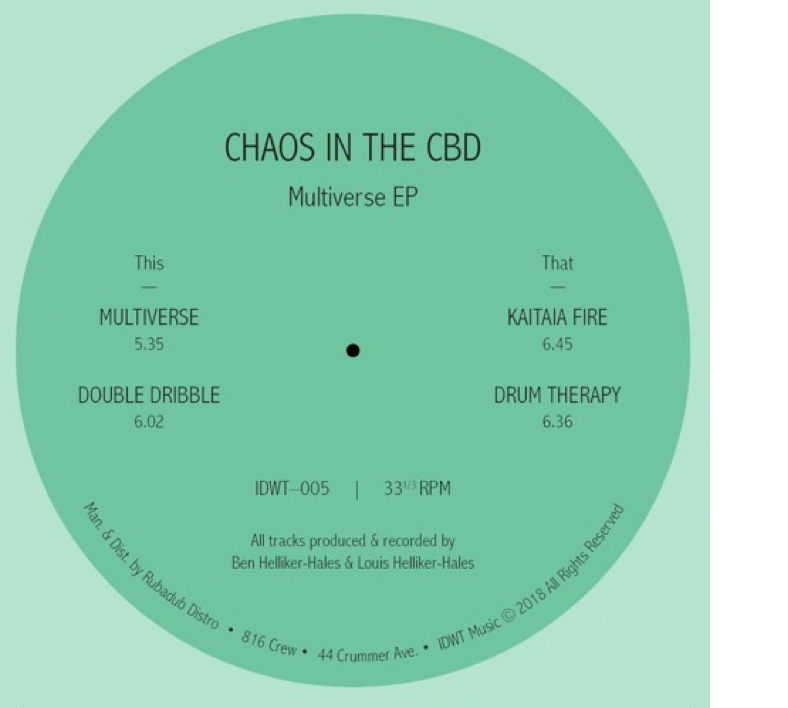 CHAOS IN THE CBD
Multiverse EP
This
—
MULTIVERSE
5.35
DOUBLE DRIBBLE
6.02
That
—
KAITAIA FIRE
6.45
DRUM THERAPY
6.36
IDWT–005 | 33 1/3 RPM
All tracks produced & recorded by
Ben Helliker-Hales & Louis Helliker-Hales
Man. & Dist. by Rubadub Distro • 816 Crew • 44 Crummer Ave. • IDWT Music © 2018 All Rights Reserved